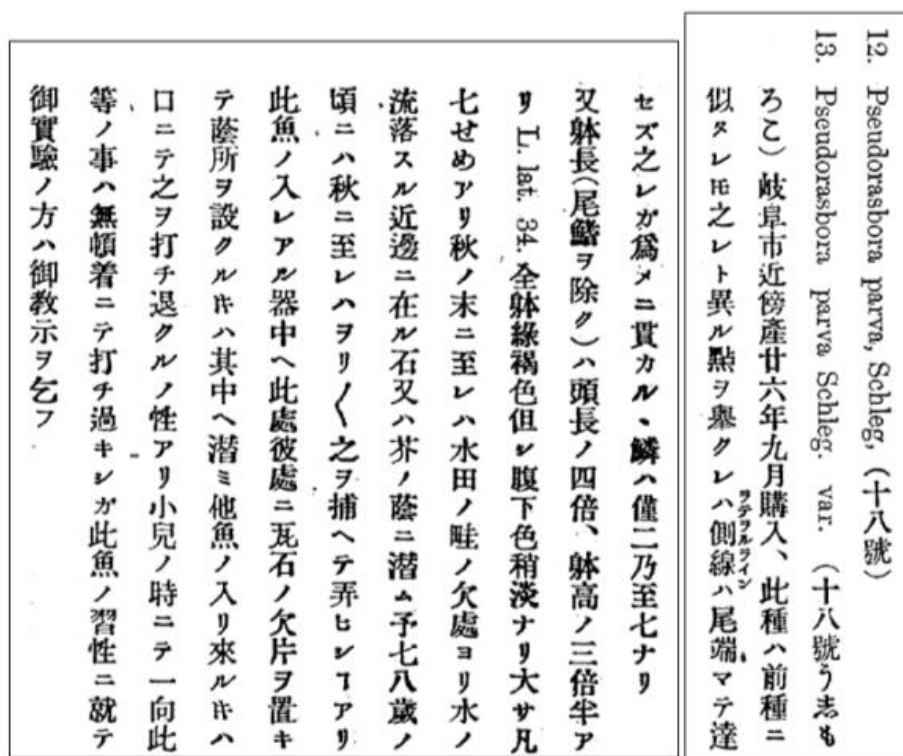 12. Pseudorasbora parva, Schleg, (十八號)
13. Pseudorasbora parva Schleg. var. (十八號うゑも
ろこ) 岐阜市近傍產廿六年九月購入、此種ハ前種ニ
似タレ𪜈之レト異ル點ヲ舉クレハ側線ハ尾端マテ達
セズ之レガ爲メニ貫カル、鱗ハ僅二乃至七ナリ
又躰長(尾鰭ヲ除ク)ハ頭長ノ四倍、躰高ノ三倍半ア
リ L. lat. 34. 全躰綠褐色但シ腹下色稍淡ナリ大サ凡
七せめアリ秋ノ末ニ至レハ水田ノ畦ノ欠處ヨリ水ノ
流落スル近邊ニ在ル石又ハ芥ノ蔭ニ潜ム予七八歲ノ
頃ニハ秋ニ至レハヲリ〱之ヲ捕ヘテ弄ヒシヿアリ
此魚ノ入レアル器中ヘ此處彼處ニ瓦石ノ欠片ヲ置キ
テ蔭所ヲ設クルキハ其中ヘ潜ミ他魚ノ入リ來ルキハ
口ニテ之ヲ打チ退クルノ性アリ小兒ノ時ニテ一向此
等ノ事ハ無頓着ニテ打チ過キシガ此魚ノ習性ニ就テ
御實驗ノ方ハ御教示ヲ乞フ